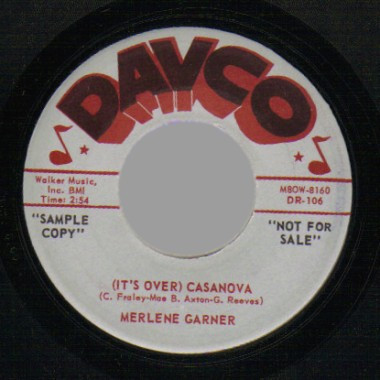 DAVCO
Walker Music,
Inc. BMI
Time: 2:54
M8OW-8160
DR-106
"SAMPLE
COPY"
"NOT FOR
SALE"
(IT'S OVER) CASANOVA
(C. Fraley-Mae B. Axton-G. Reeves)
MERLENE GARNER